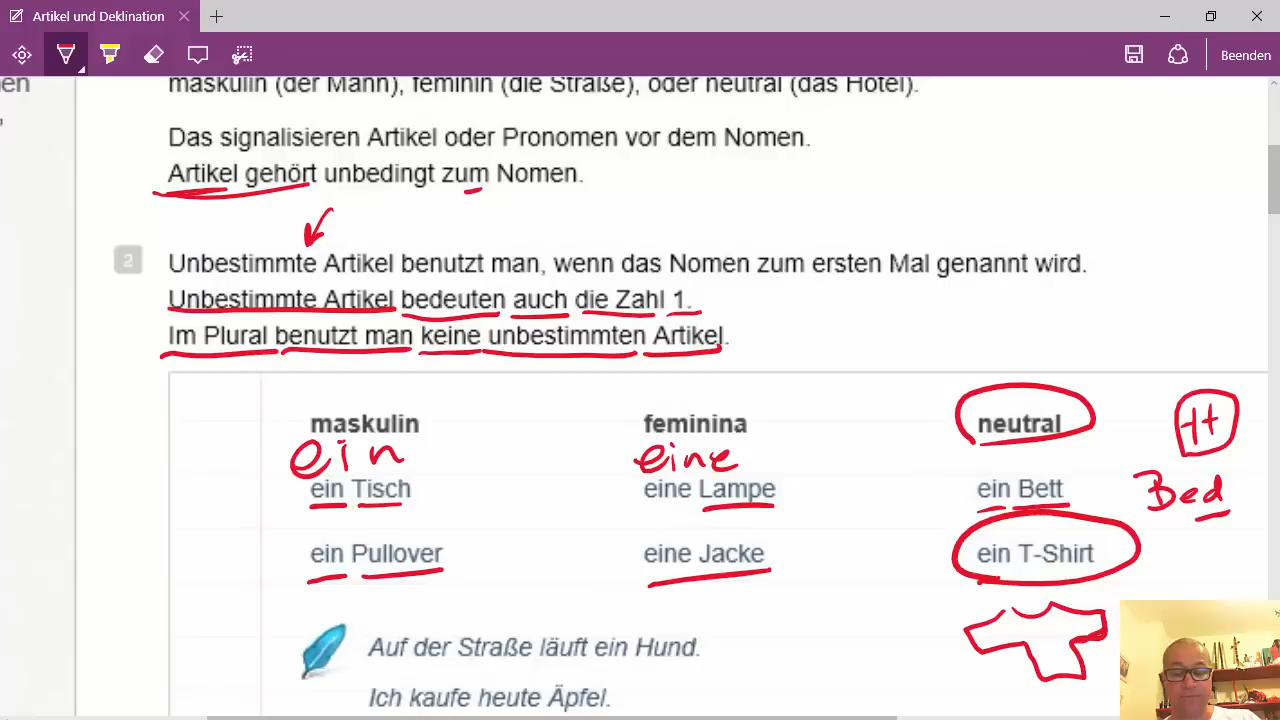 Artikel und Deklination
Beenden
en
maskulin (der Mann), feminin (die Straße), oder neutral (das Hotel).
Das signalisieren Artikel oder Pronomen vor dem Nomen.
Artikel gehört unbedingt zum Nomen.
2
Unbestimmte Artikel benutzt man, wenn das Nomen zum ersten Mal genannt wird.
Unbestimmte Artikel bedeuten auch die Zahl 1.
Im Plural benutzt man keine unbestimmten Artikel.
maskulin feminina neutral
ein eine
ein Tisch eine Lampe ein Bett Bed
ein Pullover eine Jacke ein T-Shirt
Auf der Straße läuft ein Hund.
Ich kaufe heute Äpfel.